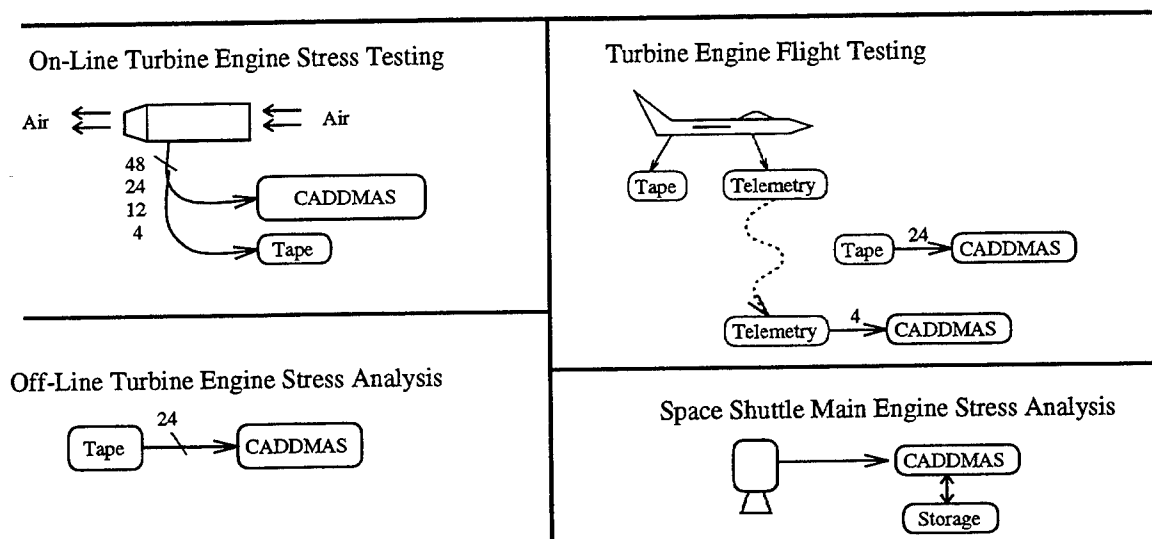 On-Line Turbine Engine Stress Testing
Air
Air
48
24
12
4
CADDMAS
Tape
Off-Line Turbine Engine Stress Analysis
24
Tape
CADDMAS
Turbine Engine Flight Testing
Tape
Telemetry
24
Tape
CADDMAS
4
Telemetry
CADDMAS
Space Shuttle Main Engine Stress Analysis
CADDMAS
Storage